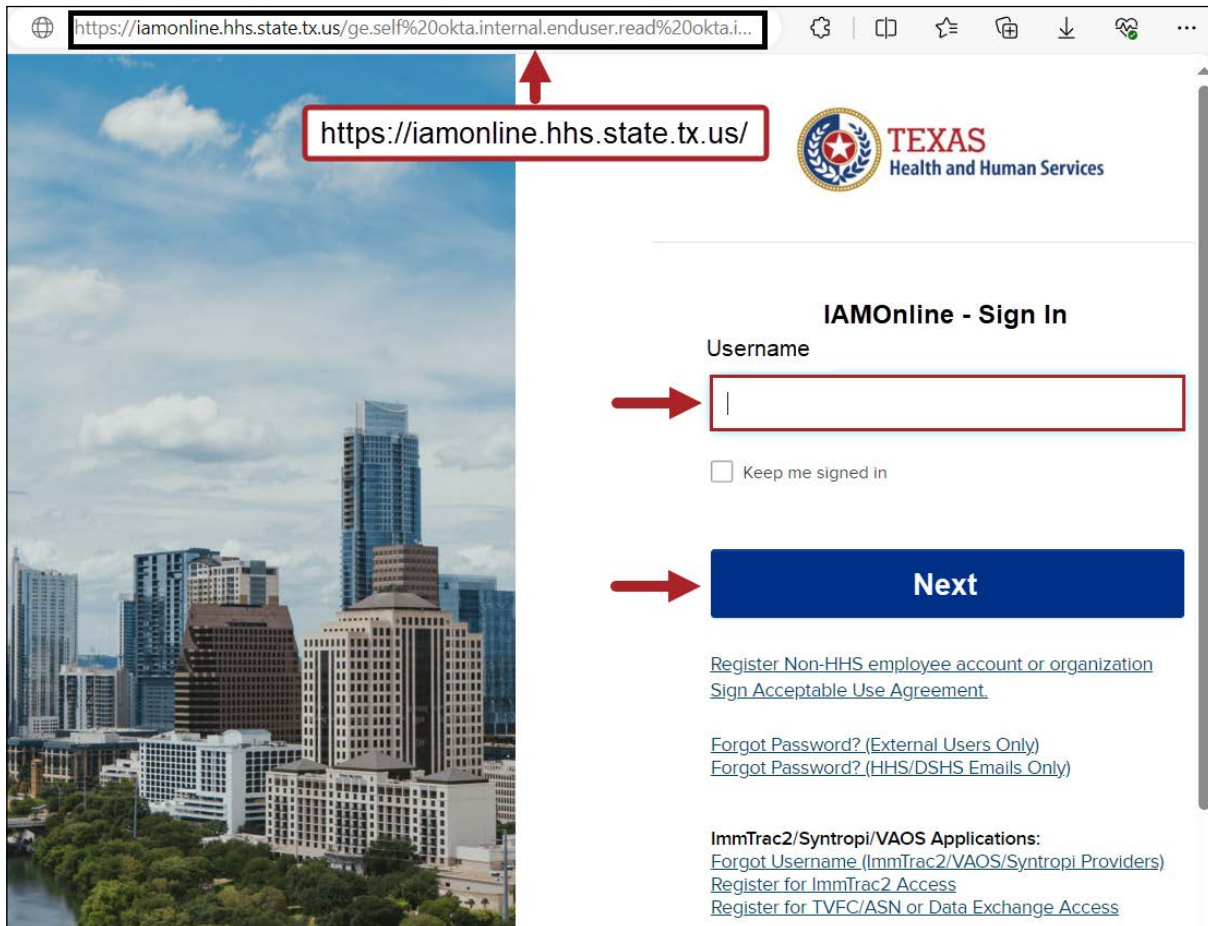 https://iamonline.hhs.state.tx.us/ge.self%20okta.internal.enduser.read%20okta.i...
https://iamonline.hhs.state.tx.us/
TEXAS
Health and Human Services
IAMOnline - Sign In
Username
Keep me signed in
Next
Register Non-HHS employee account or organization
Sign Acceptable Use Agreement.
Forgot Password? (External Users Only)
Forgot Password? (HHS/DSHS Emails Only)
ImmTrac2/Syntropi/VAOS Applications:
Forgot Username (ImmTrac2/VAOS/Syntropi Providers)
Register for ImmTrac2 Access
Register for TVFC/ASN or Data Exchange Access